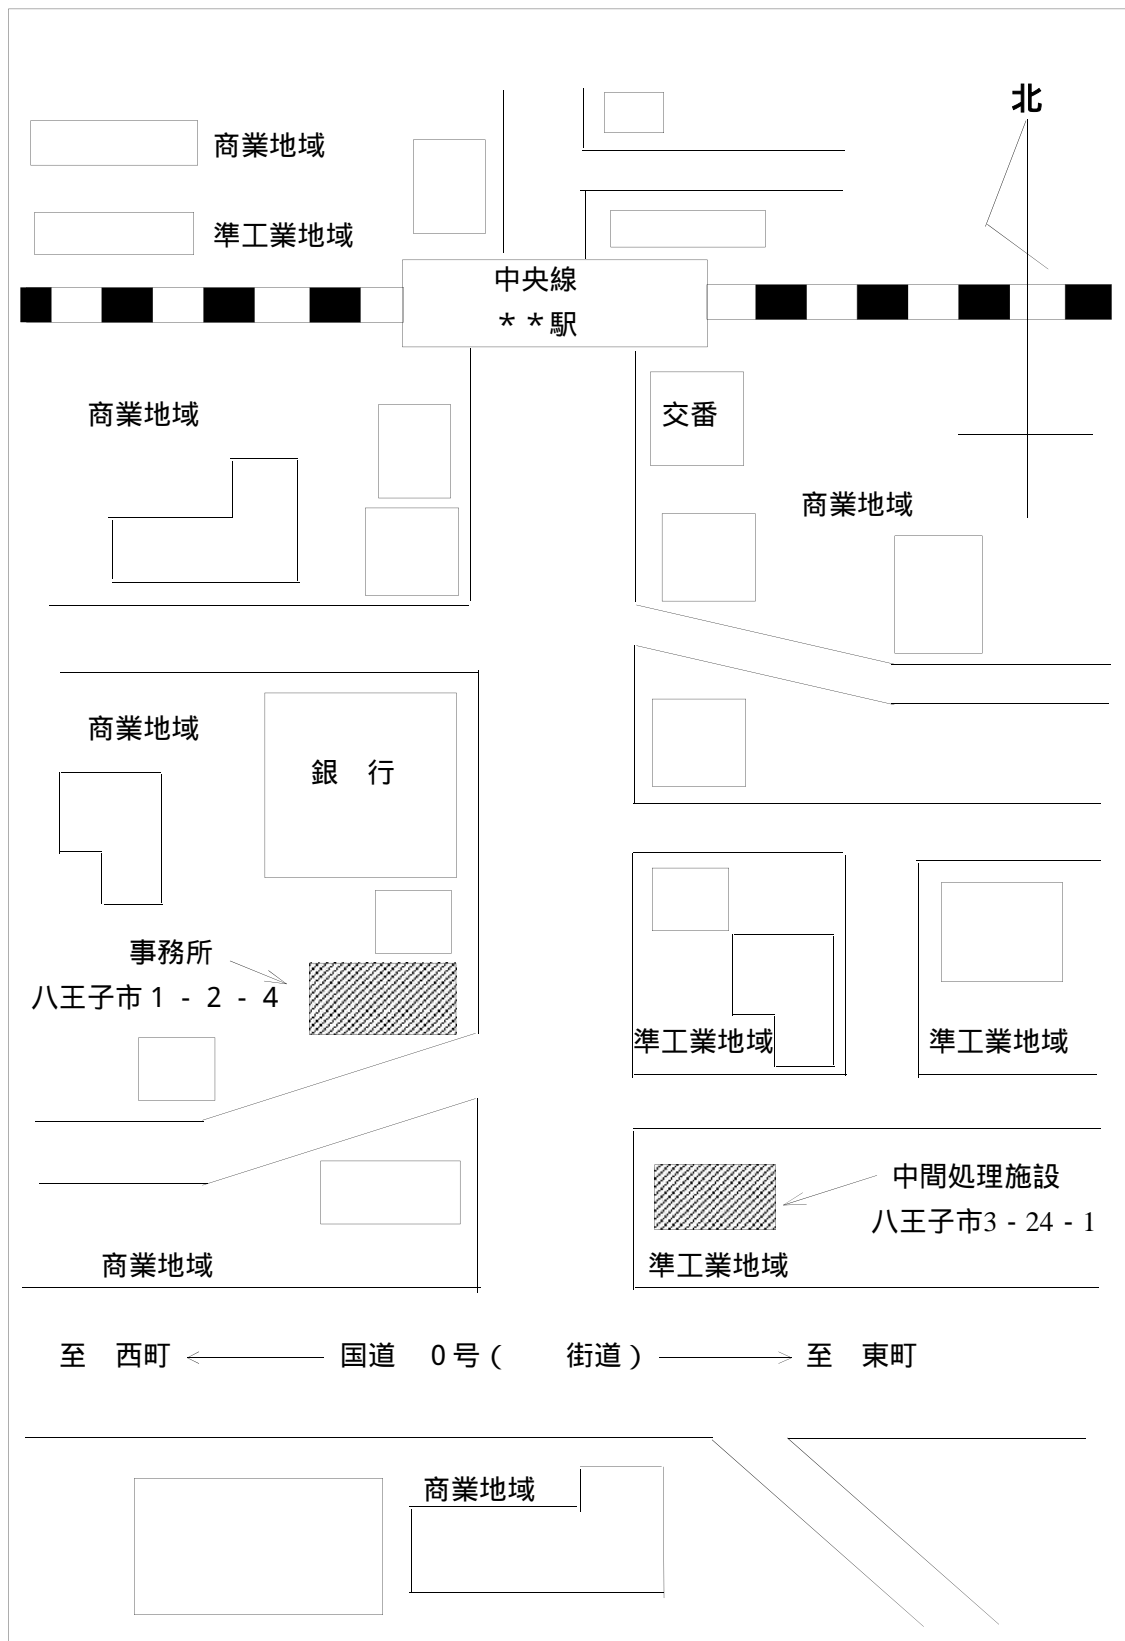 北
商業地域
準工業地域
中央線
**駅
商業地域
交番
商業地域
商業地域
銀　行
事務所
八王子市1-2-4
準工業地域
準工業地域
中間処理施設
八王子市3-24-1
商業地域
準工業地域
至　西町
国道　0号(　　街道)
至　東町
商業地域